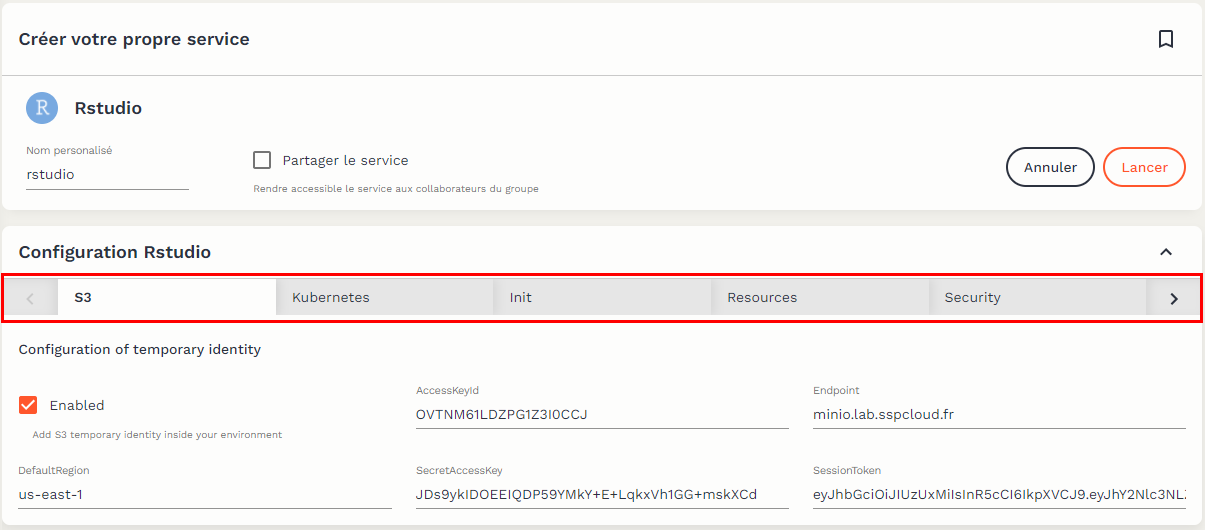 Créer votre propre service
R
Rstudio
Nom personalisé
rstudio
Partager le service
Rendre accessible le service aux collaborateurs du groupe
Annuler
Lancer
Configuration Rstudio
S3
Kubernetes
Init
Resources
Security
Configuration of temporary identity
Enabled
Add S3 temporary identity inside your environment
AccessKeyId
OVTNM61LDZPG1Z3I0CCJ
Endpoint
minio.lab.sspcloud.fr
DefaultRegion
us-east-1
SecretAccessKey
JDs9ykIDOEEIQDP59YMkY+E+LqkxVh1GG+mskXCd
SessionToken
eyJhbGciOiJIUzUxMiIsInR5cCI6IkpXVCJ9.eyJhY2Nlc3NL